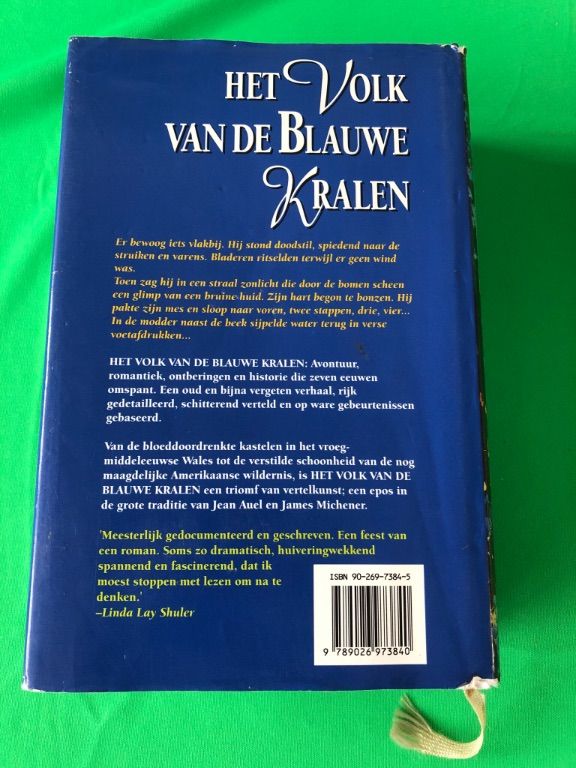 HET VOLK
VAN DE BLAUWE
KRALEN
Er bewoog iets vlakbij. Hij stond doodstil, spiedend naar de
struiken en varens. Bladeren ritselden terwijl er geen wind
was.
Toen zag hij in een straal zonlicht die door de bomen scheen
een glimp van een bruine huid. Zijn hart begon te bonzen. Hij
pakte zijn mes en sloop naar voren, twee stappen, drie, vier...
In de modder naast de beek sijpelde water terug in verse
voetafdrukken...
HET VOLK VAN DE BLAUWE KRALEN: Avontuur,
romantiek, ontberingen en historie die zeven eeuwen
omspant. Een oud en bijna vergeten verhaal, rijk
gedetailleerd, schitterend verteld en op ware gebeurtenissen
gebaseerd.
Van de bloeddoordrenkte kastelen in het vroeg-
middeleeuwse Wales tot de verstilde schoonheid van de nog
maagdelijke Amerikaanse wildernis, is HET VOLK VAN DE
BLAUWE KRALEN een triomf van vertelkunst; een epos in
de grote traditie van Jean Auel en James Michener.
'Meesterlijk gedocumenteerd en geschreven. Een feest van
een roman. Soms zo dramatisch, huiveringwekkend
spannend en fascinerend, dat ik
moest stoppen met lezen om na te
denken.'
–Linda Lay Shuler
ISBN 90-269-7384-5
9 789026 973840